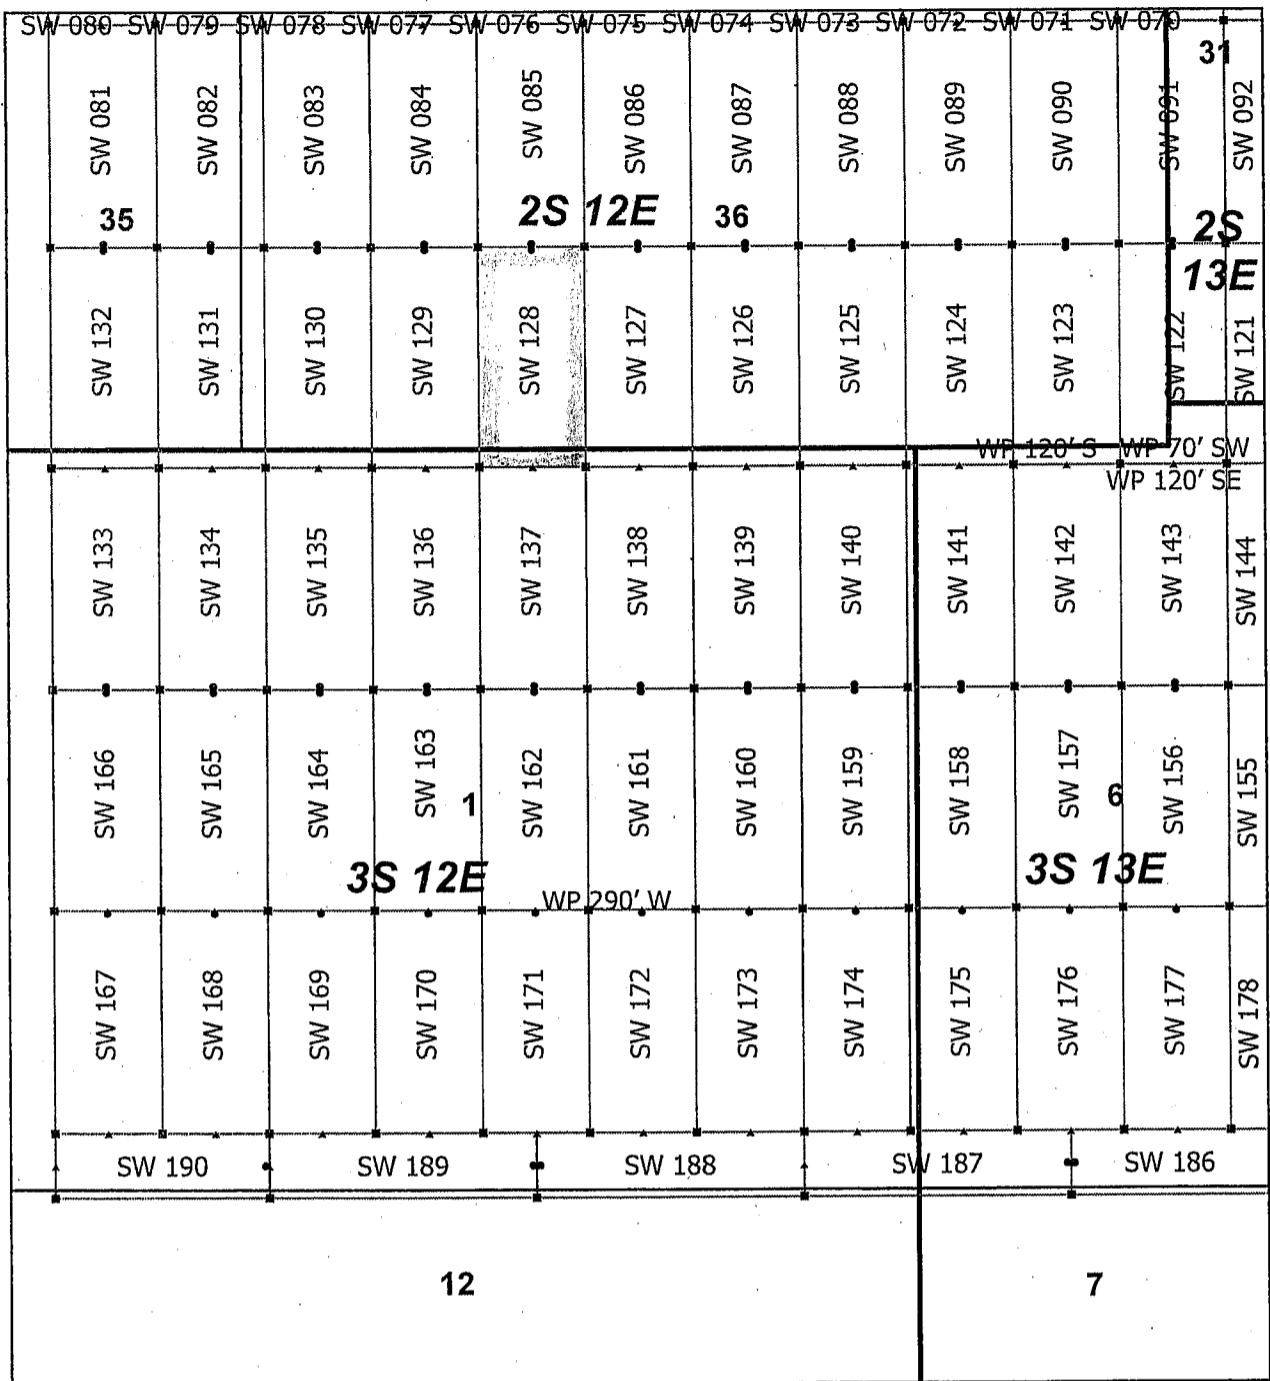 SW 080 SW 079 SW 078 SW 077 SW 076 SW 075 SW 074 SW 073 SW 072 SW 071 SW 070
31
SW 081 SW 082 SW 083 SW 084 SW 085 SW 086 SW 087 SW 088 SW 089 SW 090 SW 091 SW 092
35 2S 12E 36 2S
13E
SW 132 SW 131 SW 130 SW 129 SW 128 SW 127 SW 126 SW 125 SW 124 SW 123 SW 122 SW 121
WP 120' S WP 70' SW
WP 120' SE
SW 133 SW 134 SW 135 SW 136 SW 137 SW 138 SW 139 SW 140 SW 141 SW 142 SW 143 SW 144
SW 166 SW 165 SW 164 SW 163 SW 162 SW 161 SW 160 SW 159 SW 158 SW 157 SW 156 SW 155
1 6
3S 12E 3S 13E
WP 290' W
SW 167 SW 168 SW 169 SW 170 SW 171 SW 172 SW 173 SW 174 SW 175 SW 176 SW 177 SW 178
SW 190 SW 189 SW 188 SW 187 SW 186
12 7